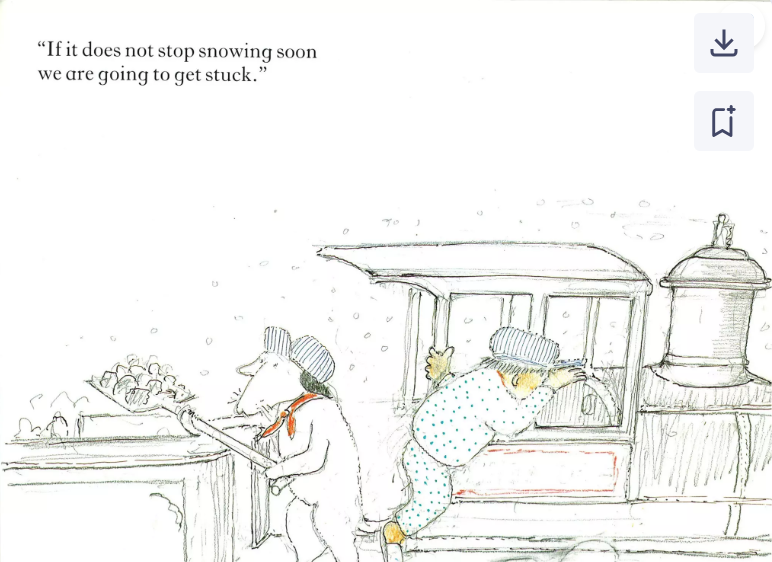 “If it does not stop snowing soon
we are going to get stuck.”